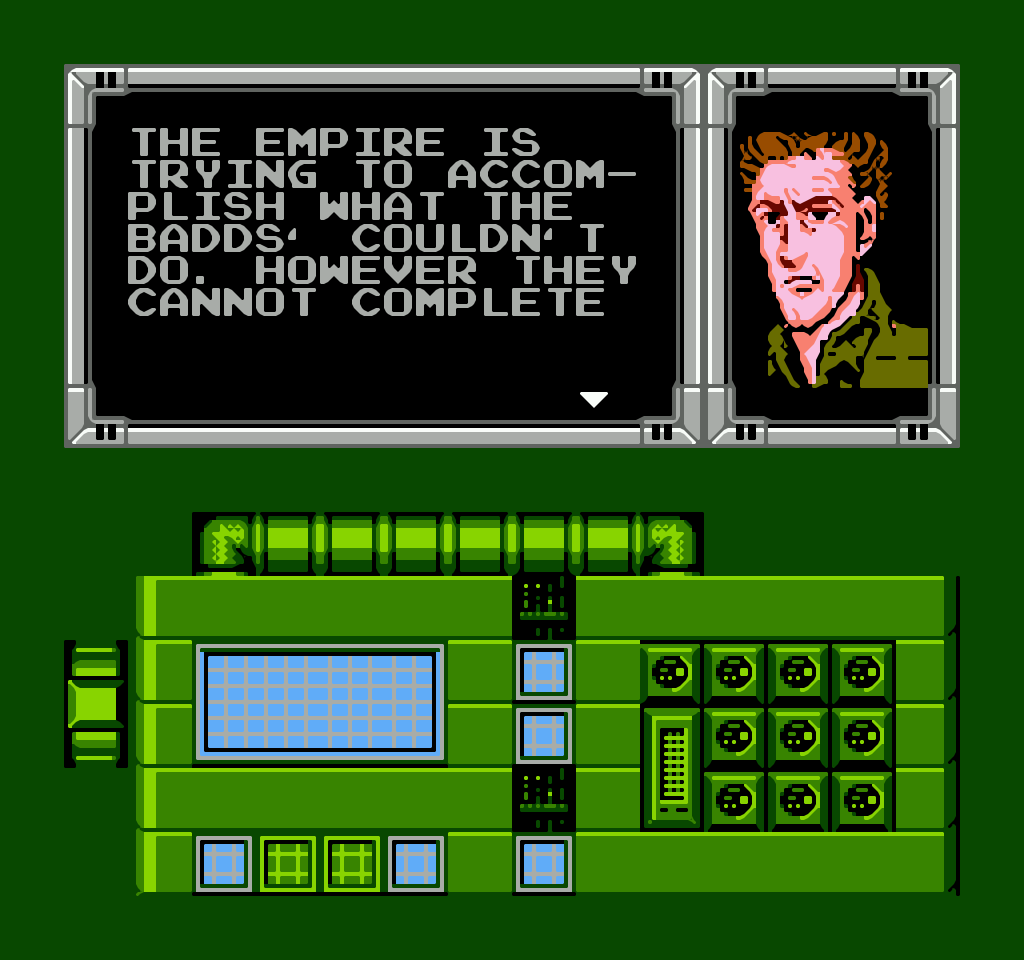 THE EMPIRE IS
TRYING TO ACCOM-
PLISH WHAT THE
BADDS' COULDN'T
DO. HOWEVER THEY
CANNOT COMPLETE